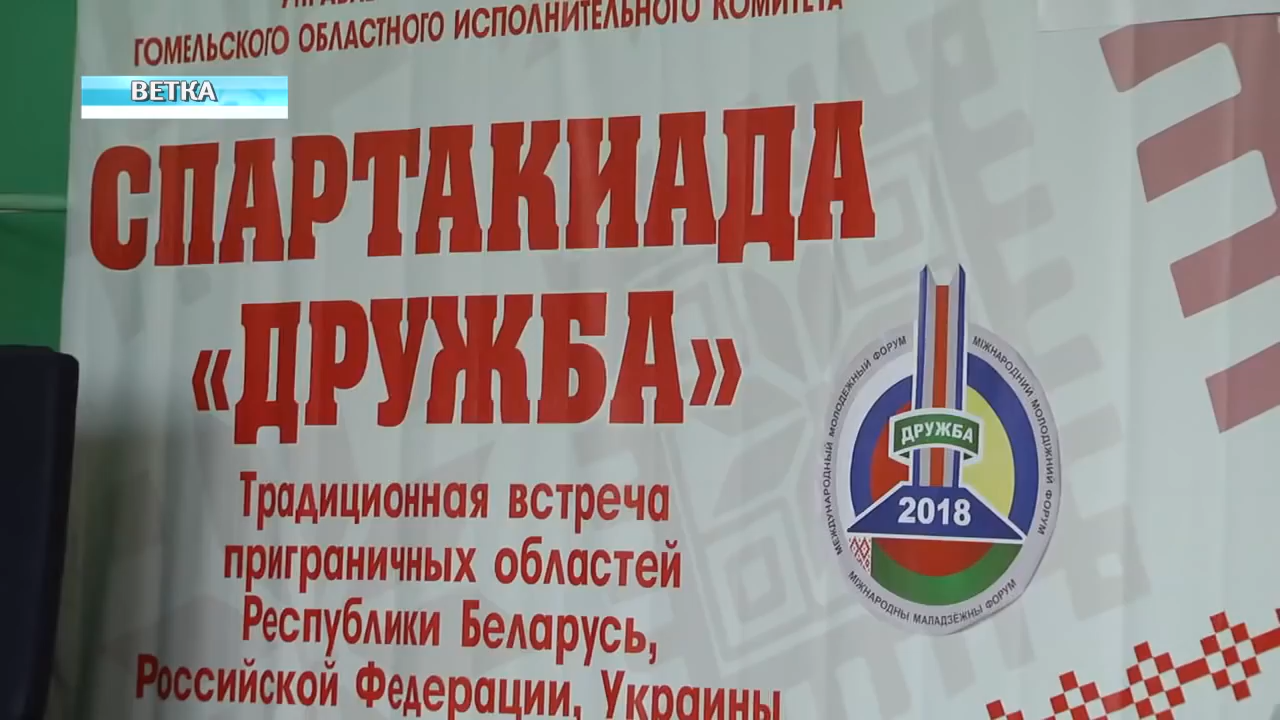 ГОМЕЛЬСКОГО ОБЛАСТНОГО ИСПОЛНИТЕЛЬНОГО КОМИТЕТА
ВЕТКА
СПАРТАКИАДА
«ДРУЖБА»
Традиционная встреча
приграничных областей
Республики Беларусь,
Российской Федерации, Украины
МЕЖДУНАРОДНЫЙ МОЛОДЕЖНЫЙ ФОРУМ
МІЖНАРОДНИЙ МОЛОДІЖНИЙ ФОРУМ
ДРУЖБА
2018
МІЖНАРОДНЫ МАЛАДЗЁЖНЫ ФОРУМ